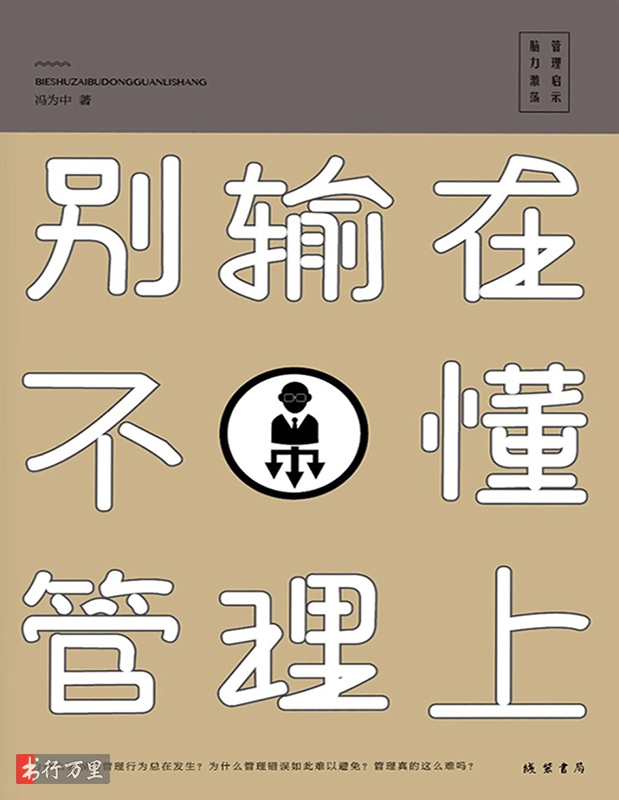 BIESHUZAIBUDONGGUANLISHANG
冯为中 著
管理启示
脑力激荡
别输在
不懂
管理上
书行万里
管理行为总在发生？为什么管理错误如此难以避免？管理真的这么难吗？
线装书局